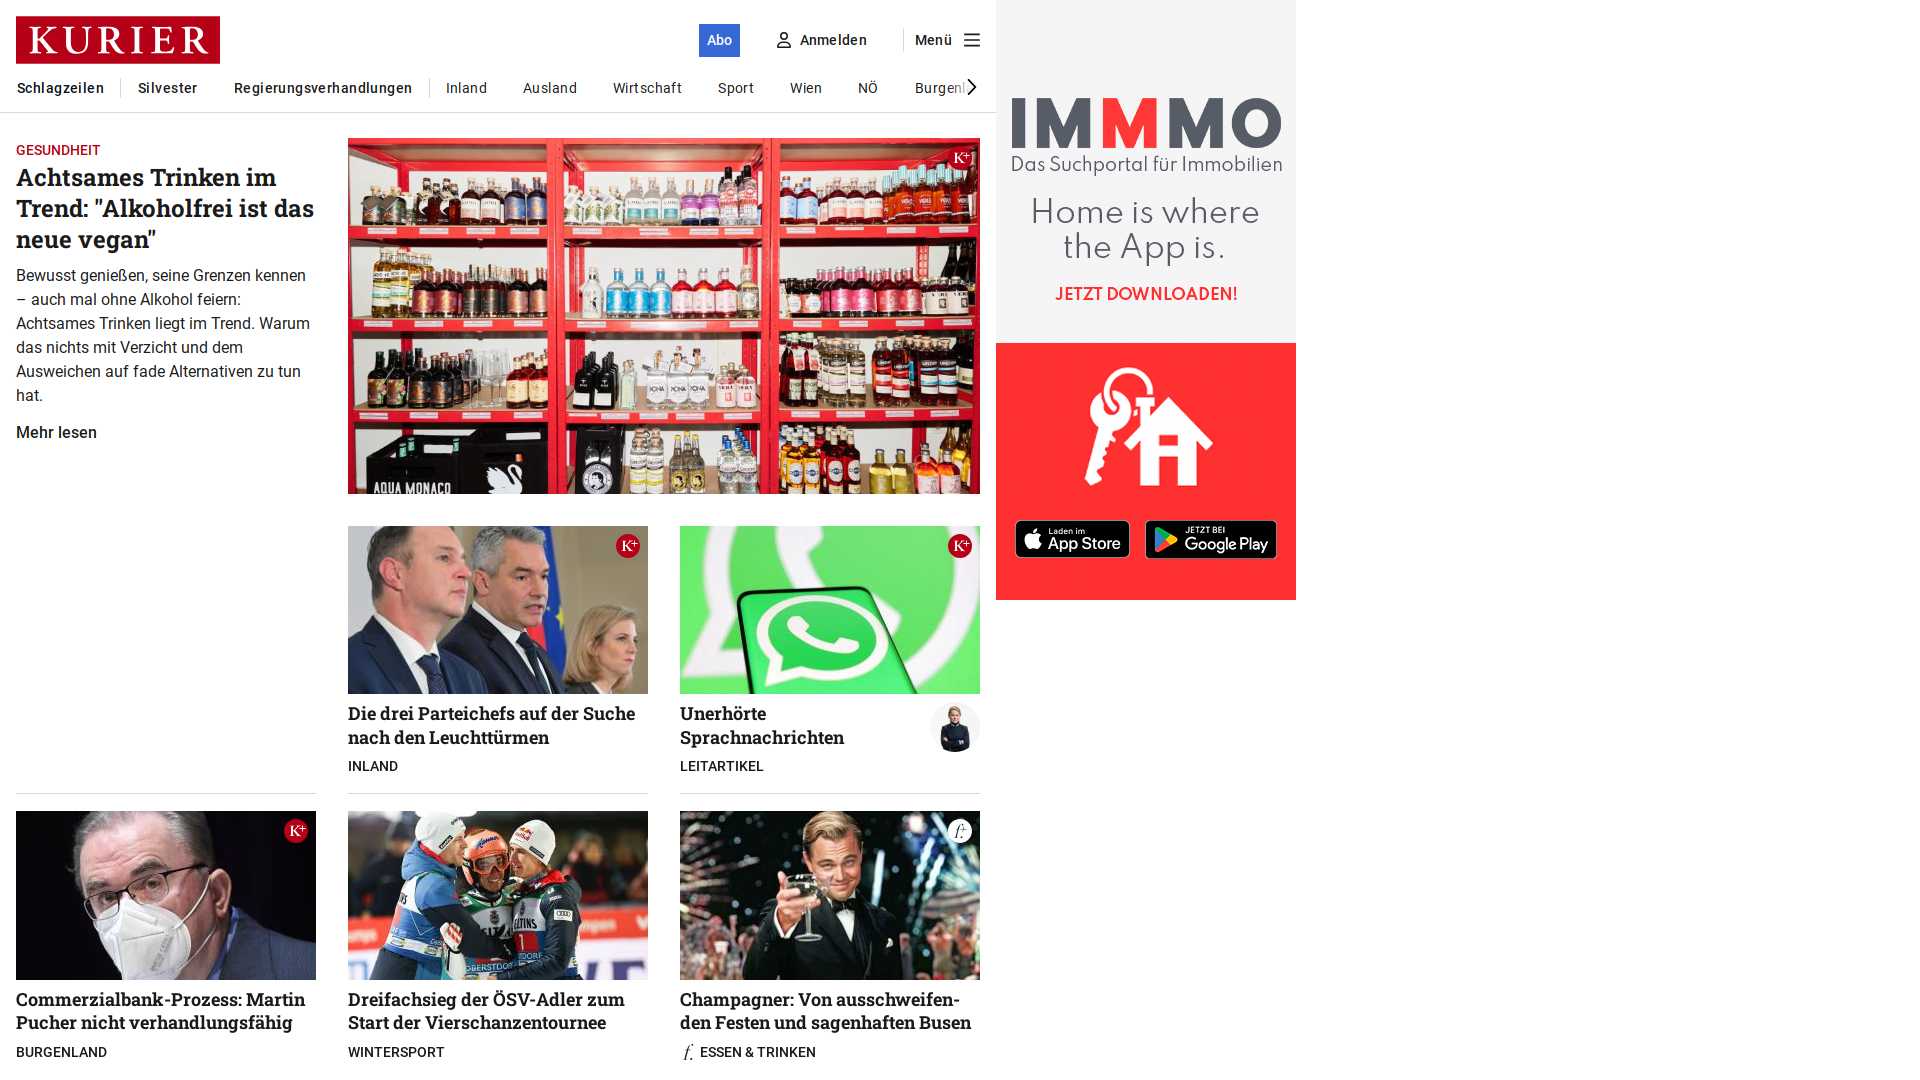 KURIER
Abo
Anmelden
Menü
Schlagzeilen
Silvester
Regierungsverhandlungen
Inland
Ausland
Wirtschaft
Sport
Wien
NÖ
GESUNDHEIT
Achtsames Trinken im
Trend: "Alkoholfrei ist das
neue vegan"
Bewusst genießen, seine Grenzen kennen
– auch mal ohne Alkohol feiern:
Achtsames Trinken liegt im Trend. Warum
das nichts mit Verzicht und dem
Ausweichen auf fade Alternativen zu tun
hat.
Mehr lesen
K+
AQUA MONACO
K+
Die drei Parteichefs auf der Suche
nach den Leuchttürmen
INLAND
K+
Unerhörte
Sprachnachrichten
LEITARTIKEL
K+
Commerzialbank-Prozess: Martin
Pucher nicht verhandlungsfähig
BURGENLAND
OBERSTDORF
Dreifachsieg der ÖSV-Adler zum
Start der Vierschanzentournee
WINTERSPORT
Champagner: Von ausschweifen-
den Festen und sagenhaften Busen
f. ESSEN & TRINKEN
IMMMO
Das Suchportal für Immobilien
Home is where
the App is.
JETZT DOWNLOADEN!
Laden im
App Store
JETZT BEI
Google Play